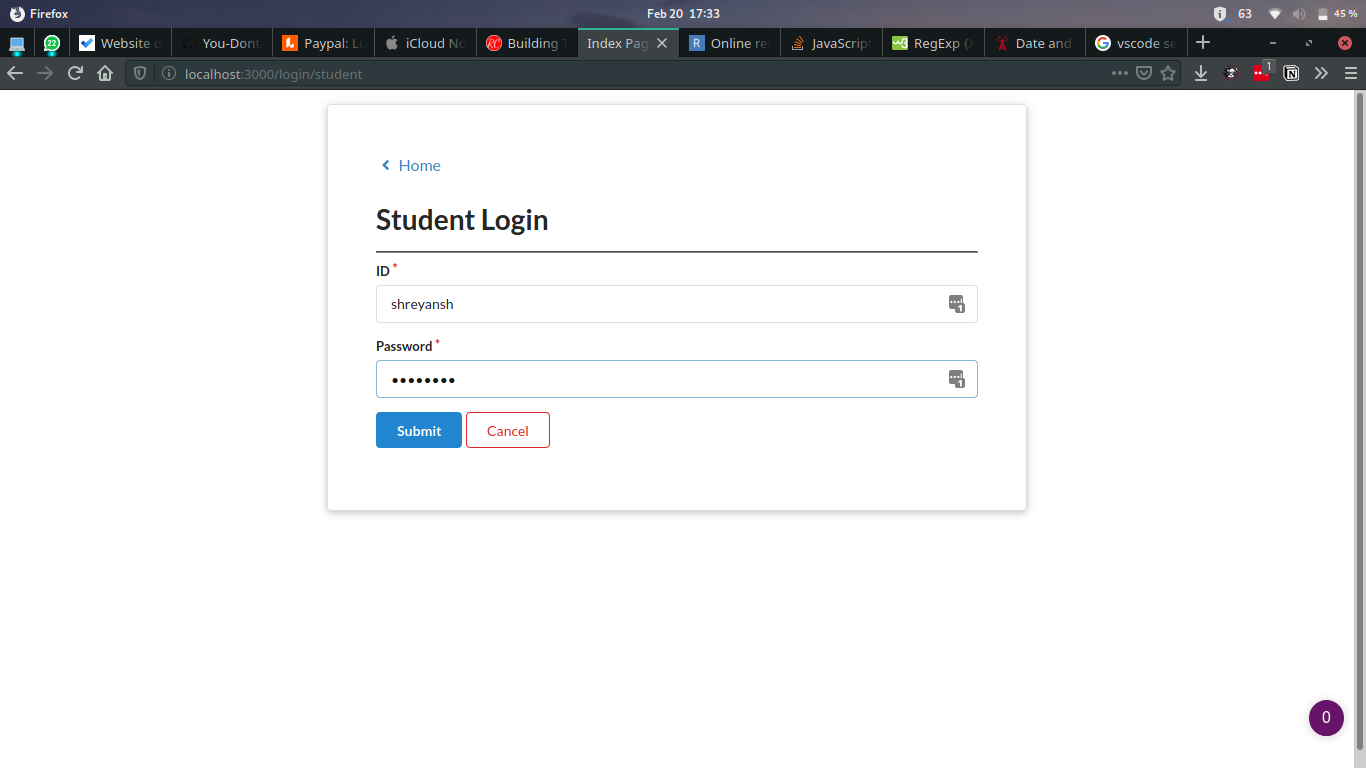 Firefox
Feb 20 17:33
63
45 %
22
Website
You-Dont
Paypal:
iCloud
Building
Index Pag
R
Online re
JavaScript
RegExp
Date and
vscode se
localhost:3000/login/student
1
Home
Student Login
ID *
shreyansh
1
Password *
••••••••
1
Submit
Cancel
0